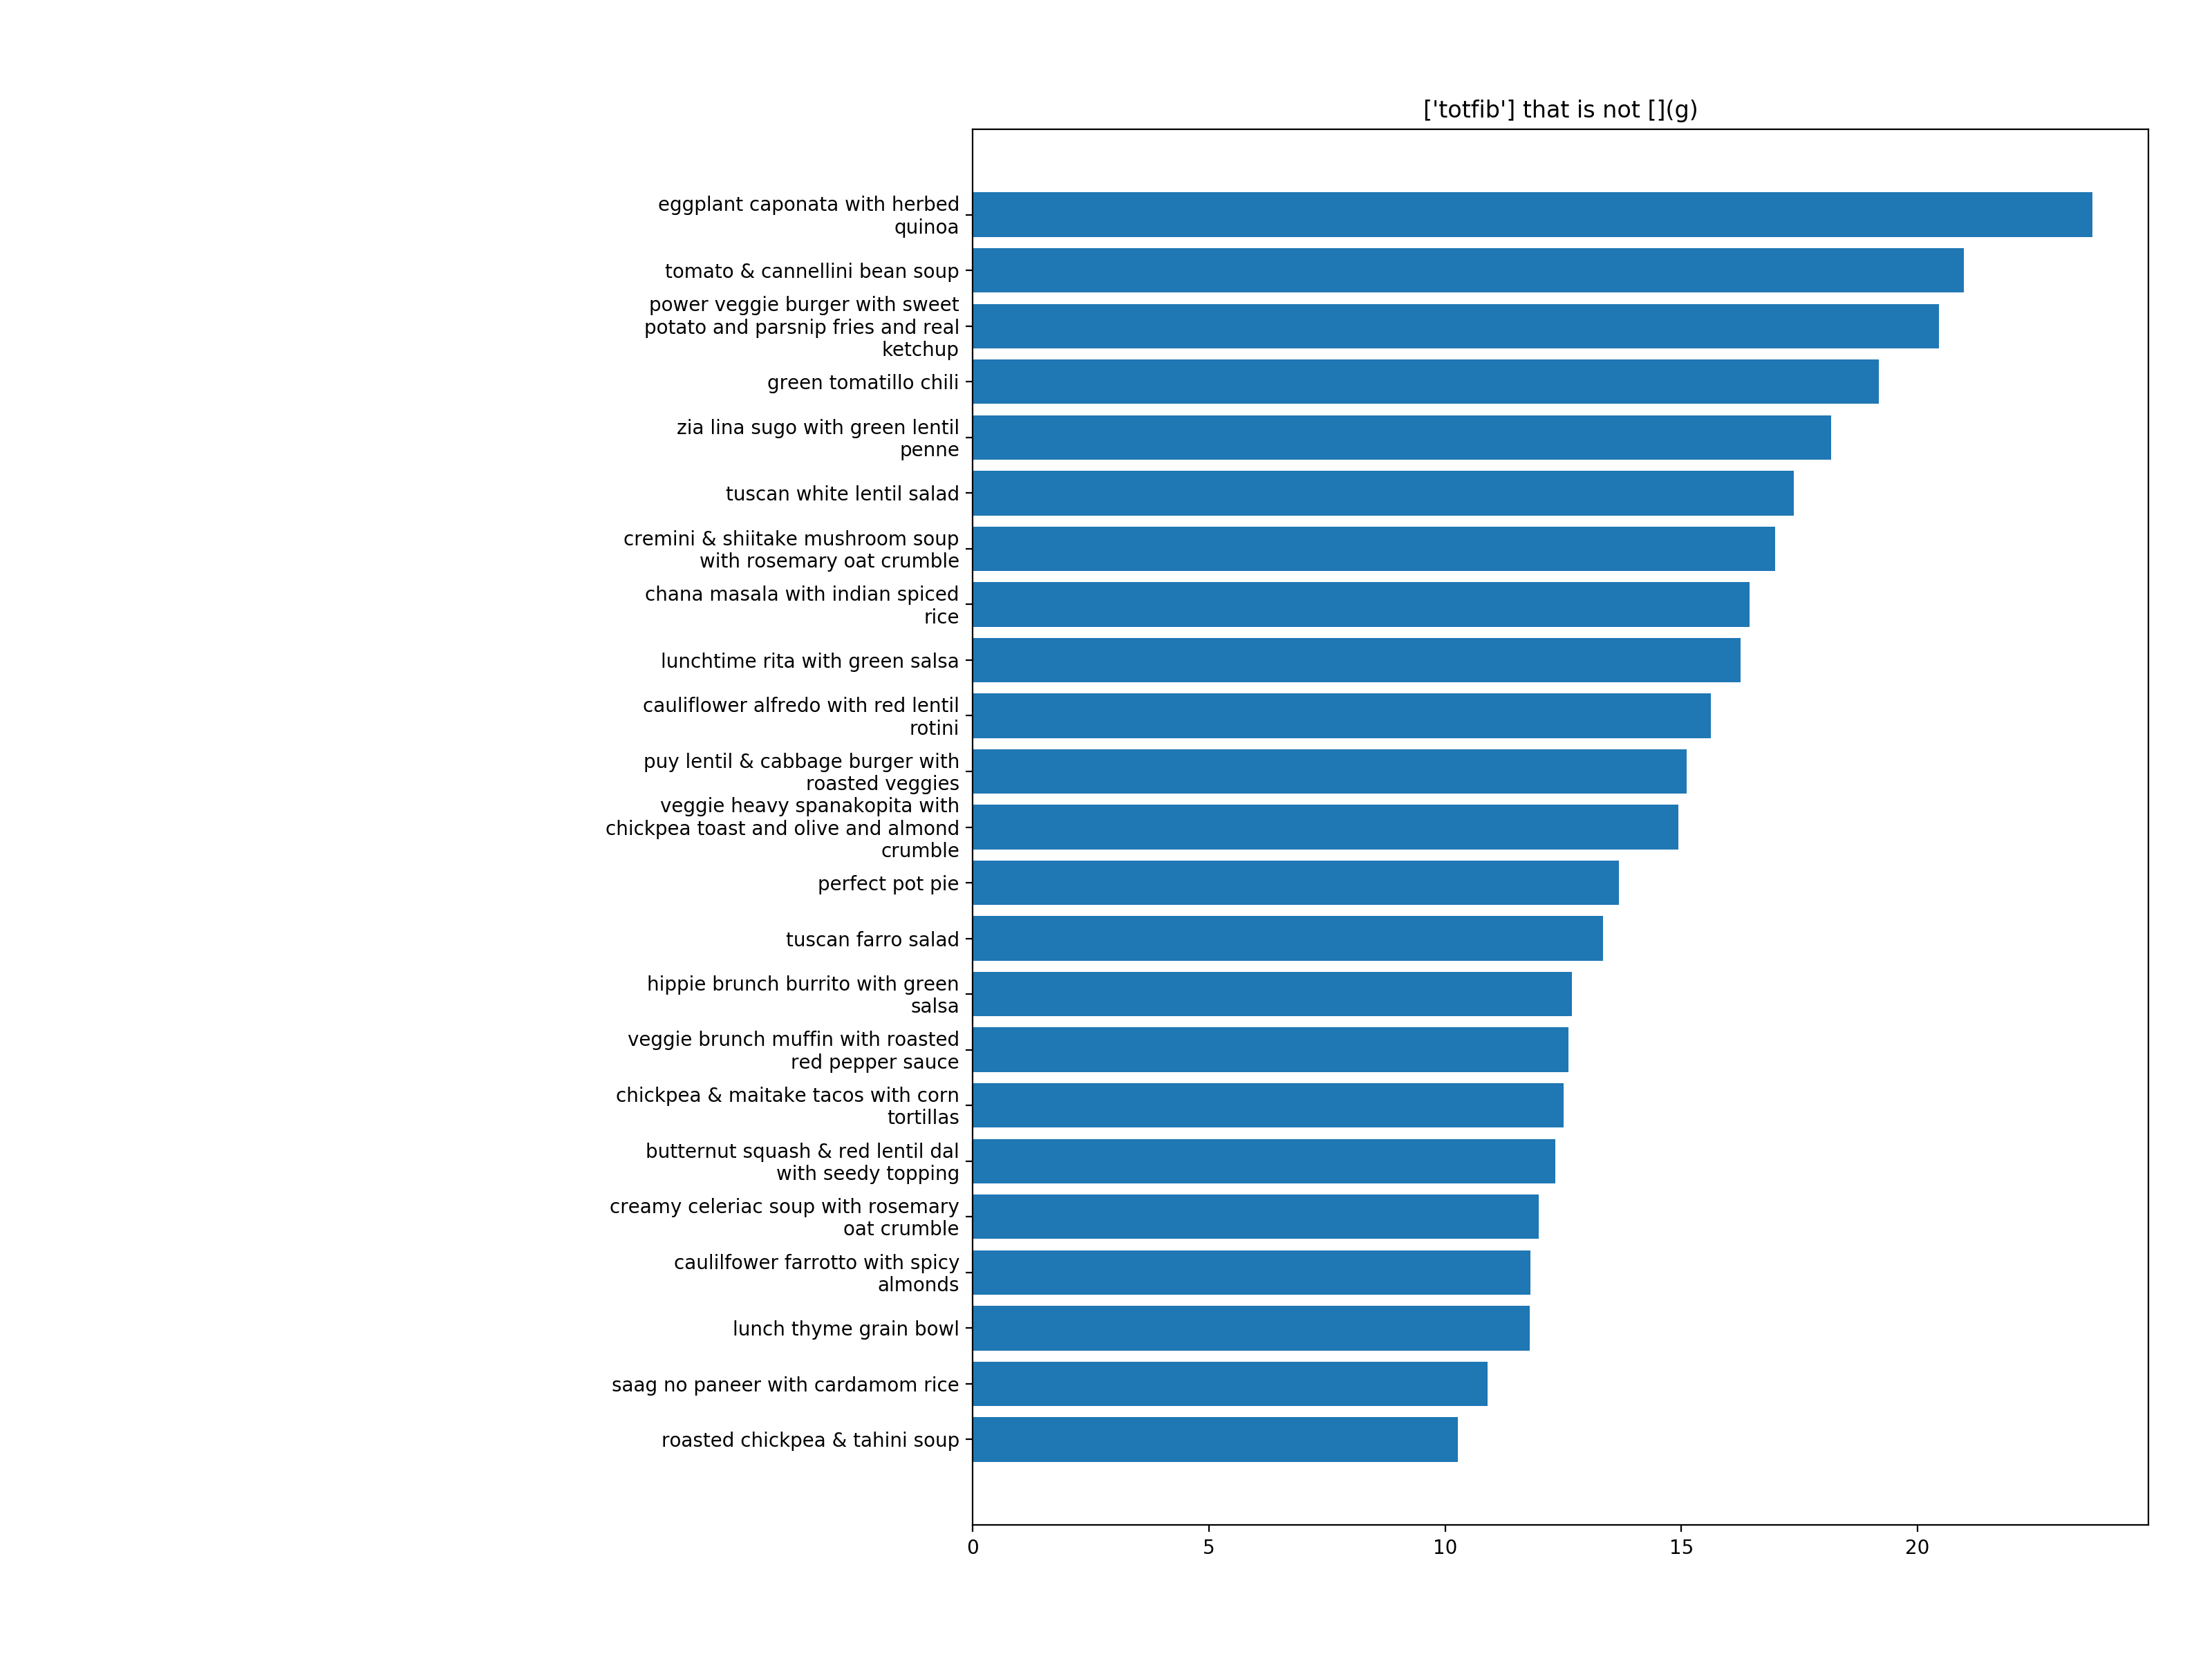 ['totfib'] that is not [](g)
eggplant caponata with herbed
quinoa
tomato & cannellini bean soup
power veggie burger with sweet
potato and parsnip fries and real
ketchup
green tomatillo chili
zia lina sugo with green lentil
penne
tuscan white lentil salad
cremini & shiitake mushroom soup
with rosemary oat crumble
chana masala with indian spiced
rice
lunchtime rita with green salsa
cauliflower alfredo with red lentil
rotini
puy lentil & cabbage burger with
roasted veggies
veggie heavy spanakopita with
chickpea toast and olive and almond
crumble
perfect pot pie
tuscan farro salad
hippie brunch burrito with green
salsa
veggie brunch muffin with roasted
red pepper sauce
chickpea & maitake tacos with corn
tortillas
butternut squash & red lentil dal
with seedy topping
creamy celeriac soup with rosemary
oat crumble
caulilfower farrotto with spicy
almonds
lunch thyme grain bowl
saag no paneer with cardamom rice
roasted chickpea & tahini soup
0 5 10 15 20